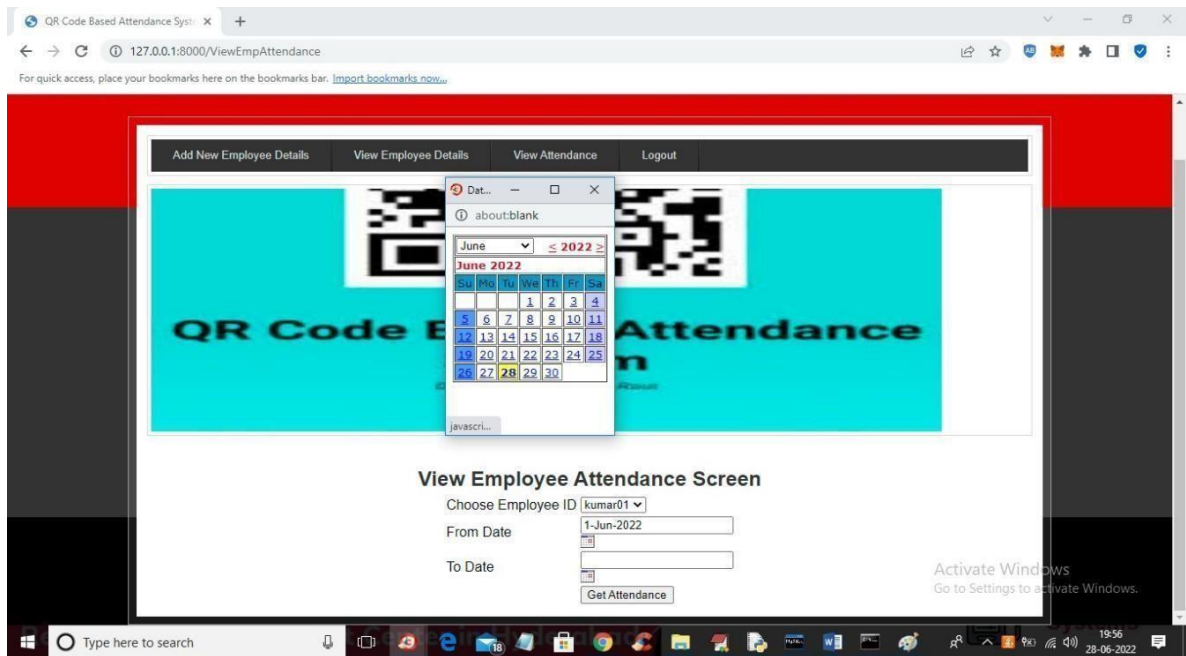 QR Code Based Attendance Syst
127.0.0.1:8000/ViewEmpAttendance
For quick access, place your bookmarks here on the bookmarks bar. Import bookmarks now...
Add New Employee Details View Employee Details View Attendance Logout
Dat...
about:blank
June < 2022 >
June 2022
Su Mo Tu We Th Fr Sa
1 2 3 4
5 6 7 8 9 10 11
12 13 14 15 16 17 18
19 20 21 22 23 24 25
26 27 28 29 30
javascri...
QR Code Attendance
View Employee Attendance Screen
Choose Employee ID kumar01
From Date 1-Jun-2022
To Date
Get Attendance
Activate Windows
Go to Settings to activate Windows.
Type here to search
18
19:56
28-06-2022